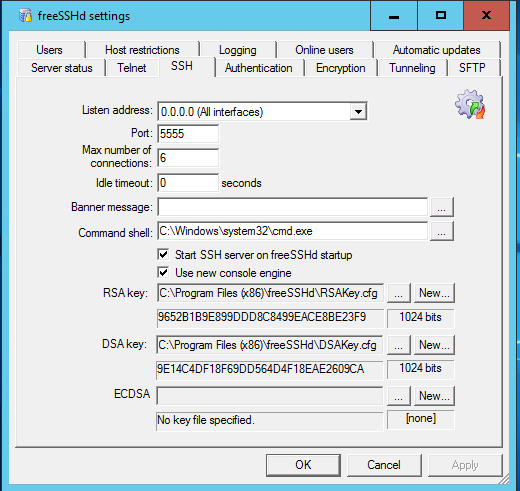 freeSSHd settings
Users Host restrictions Logging Online users Automatic updates
Server status Telnet SSH Authentication Encryption Tunneling SFTP
Listen address: 0.0.0.0 (All interfaces)
Port: 5555
Max number of
connections: 6
Idle timeout: 0 seconds
Banner message: ...
Command shell: C:\Windows\system32\cmd.exe ...
Start SSH server on freeSSHd startup
Use new console engine
RSA key: C:\Program Files (x86)\freeSSHd\RSAKey.cfg ... New...
9652B1B9E899DDD8C8499EACE8BE23F9 1024 bits
DSA key: C:\Program Files (x86)\freeSSHd\DSAKey.cfg ... New...
9E14C4DF18F69DD564D4F18EAE2609CA 1024 bits
ECDSA ... New...
No key file specified. [none]
OK Cancel Apply